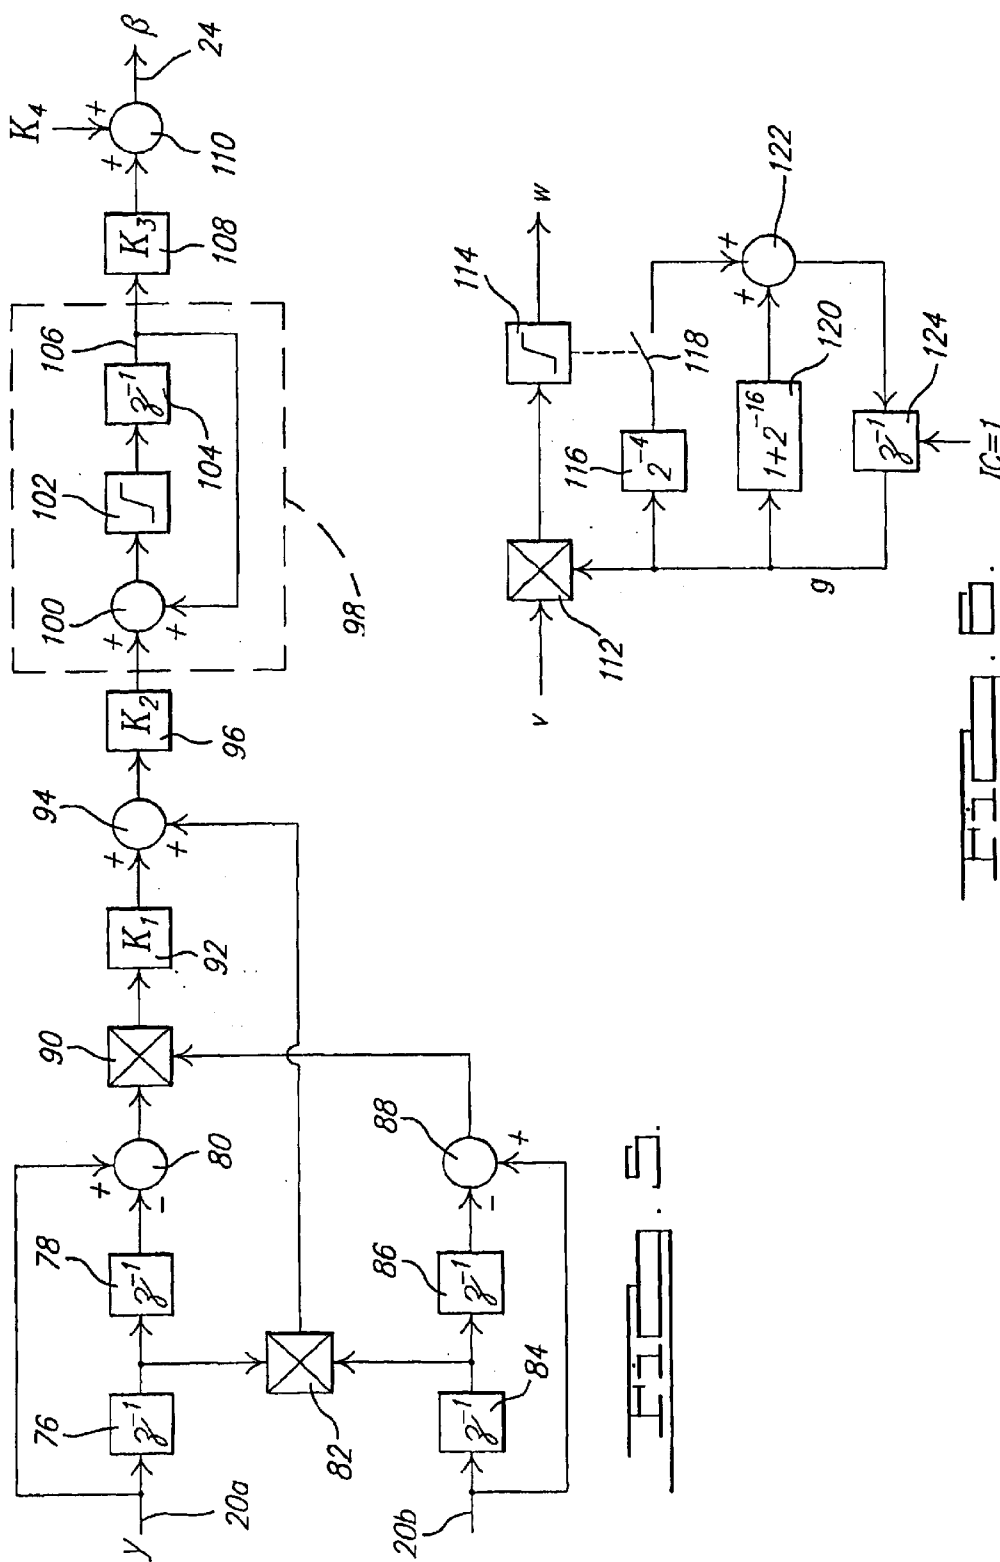 y
20a
76
z⁻¹
78
z⁻¹
+
-
80
90
K₁
92
+
+
94
K₂
96
98
+
+
100
102
z⁻¹
104
106
K₃
108
+
+
K₄
110
β
24
82
20b
84
z⁻¹
86
z⁻¹
-
+
88
Fig. 5.
v
112
114
w
116
2⁻⁴
118
1+2⁻¹⁶
120
+
+
122
z⁻¹
124
IC=1
g